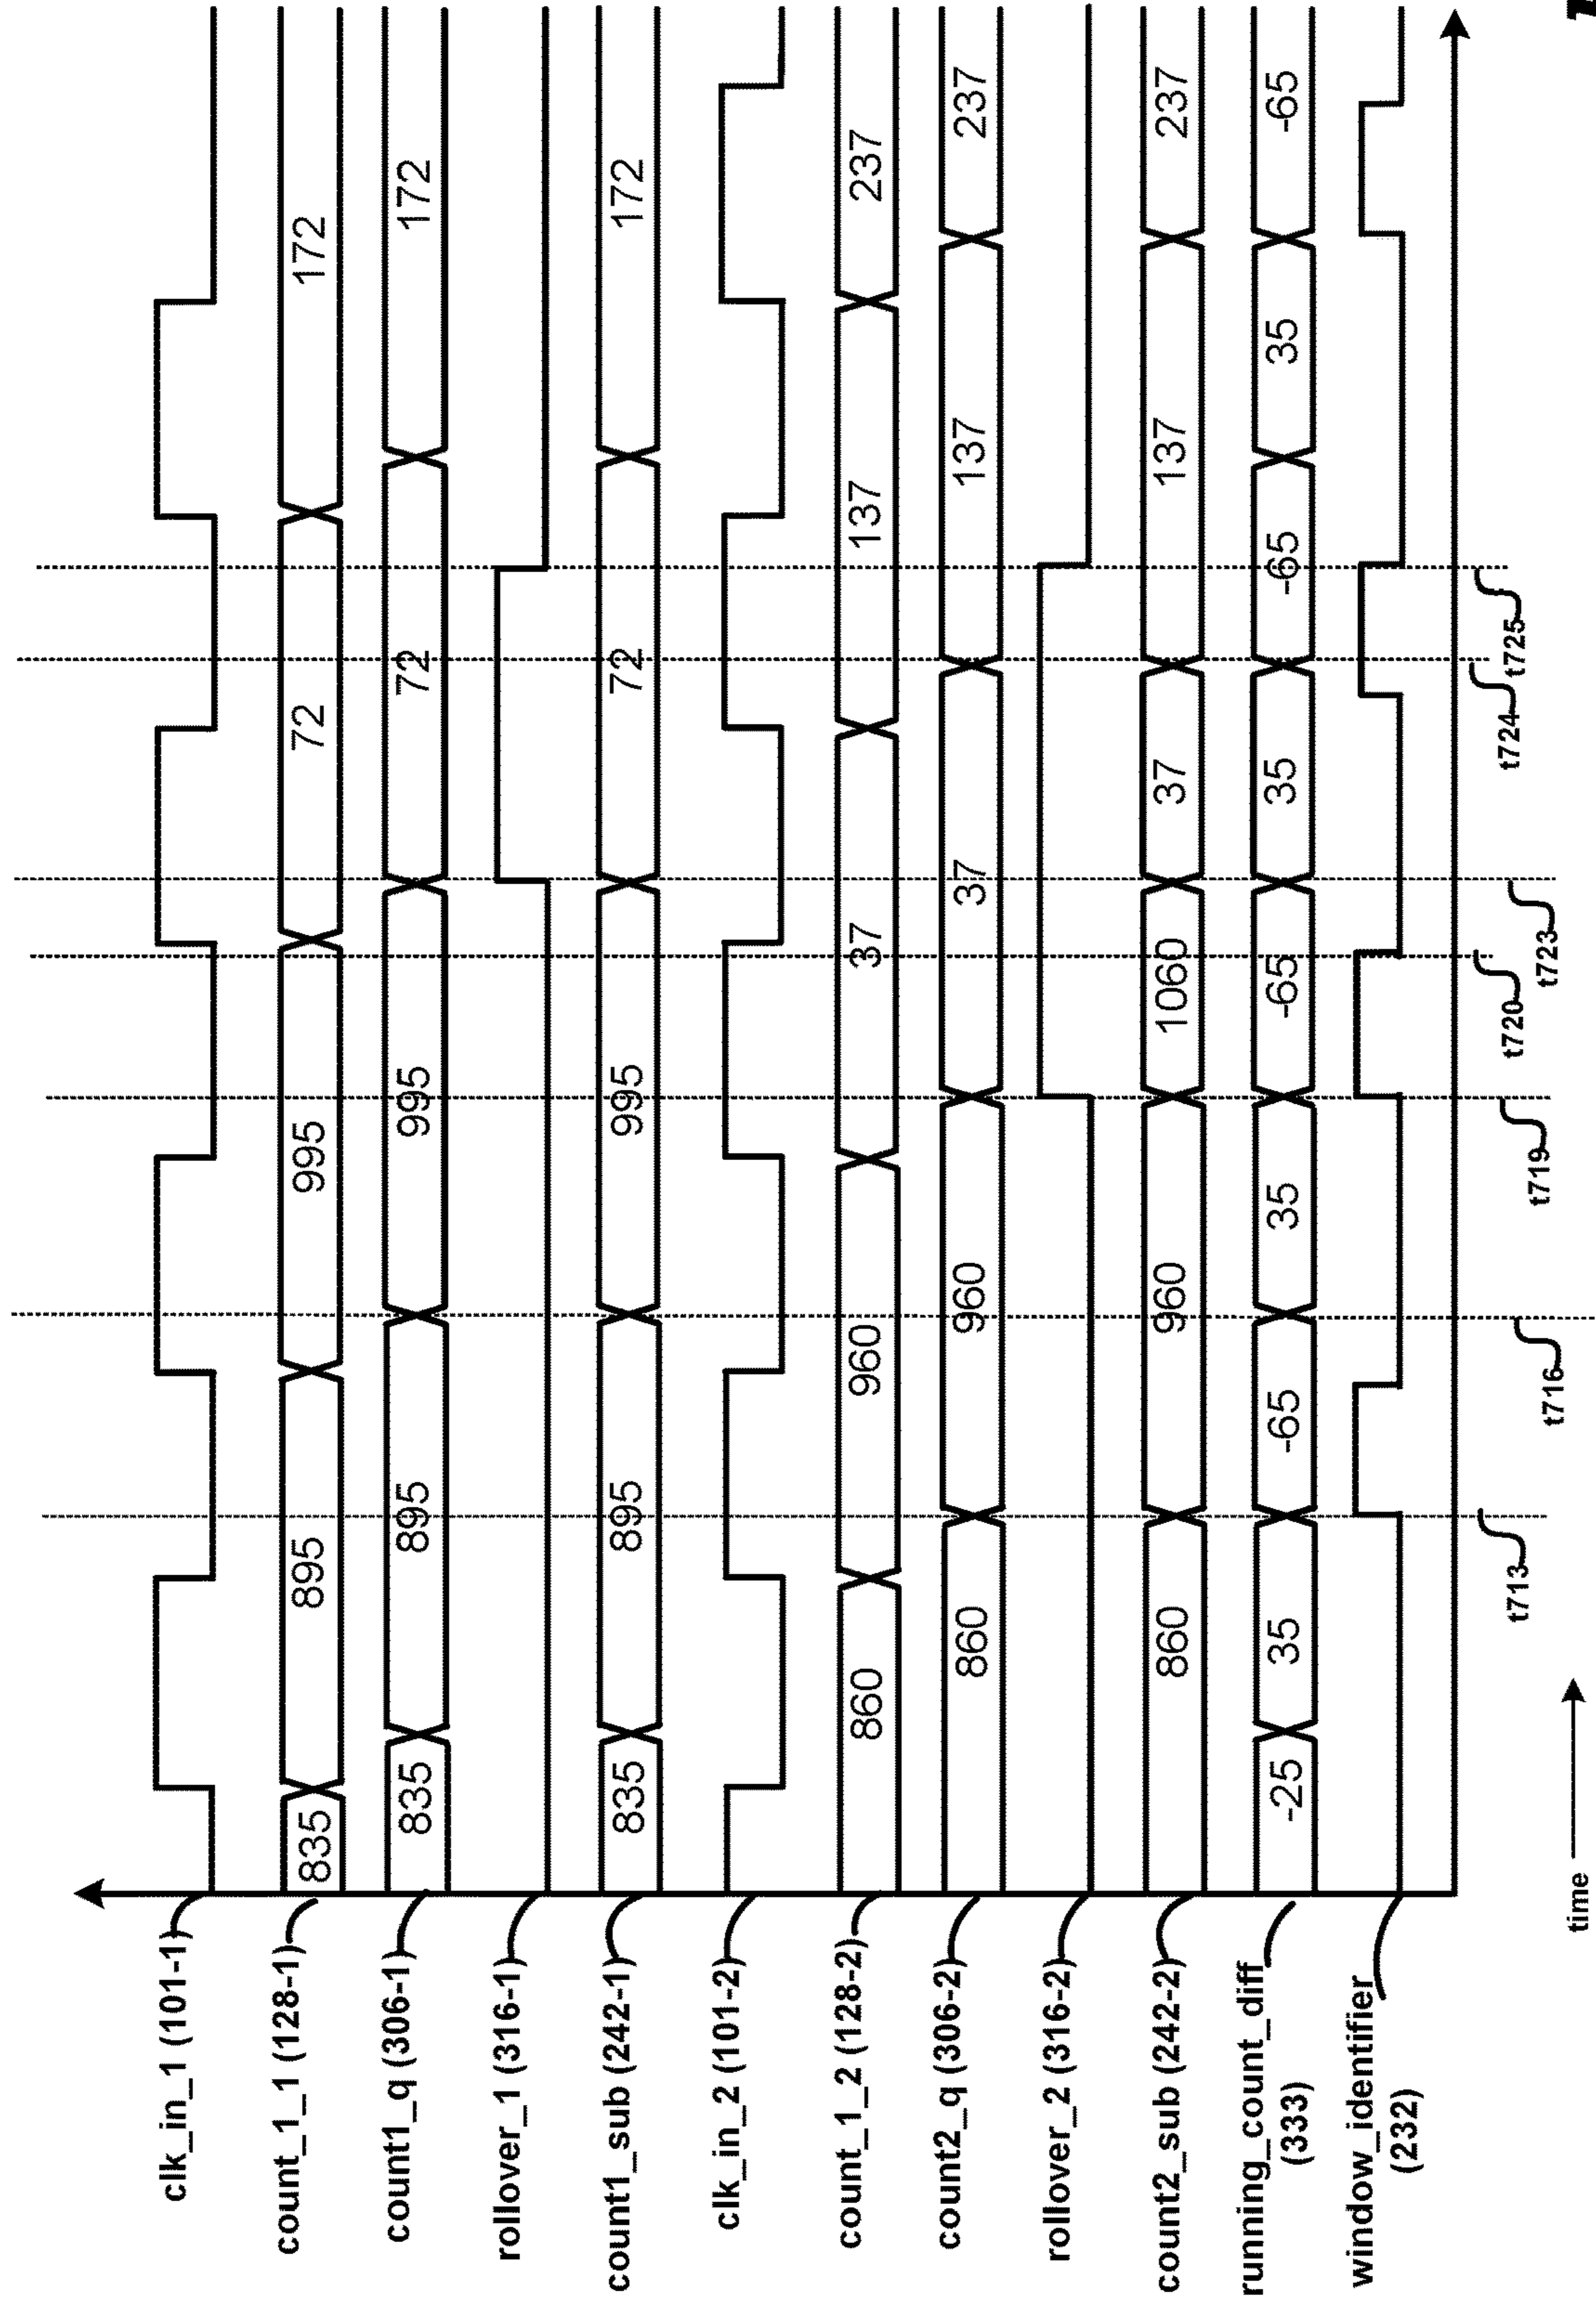 clk_in_1 (101-1)
count_1_1 (128-1)
835 895 995 72 172
count1_q (306-1)
835 895 995 72 172
rollover_1 (316-1)
count1_sub (242-1)
835 895 995 72 172
clk_in_2 (101-2)
count_1_2 (128-2)
860 960 37 137 237
count2_q (306-2)
860 960 37 137 237
rollover_2 (316-2)
count2_sub (242-2)
860 960 1060 37 137 237
running_count_diff
(333)
-25 35 -65 35 -65 35 -65 35 -65
window_identifier
(232)
t713 t716 t719 t720 t723 t724 t725
time